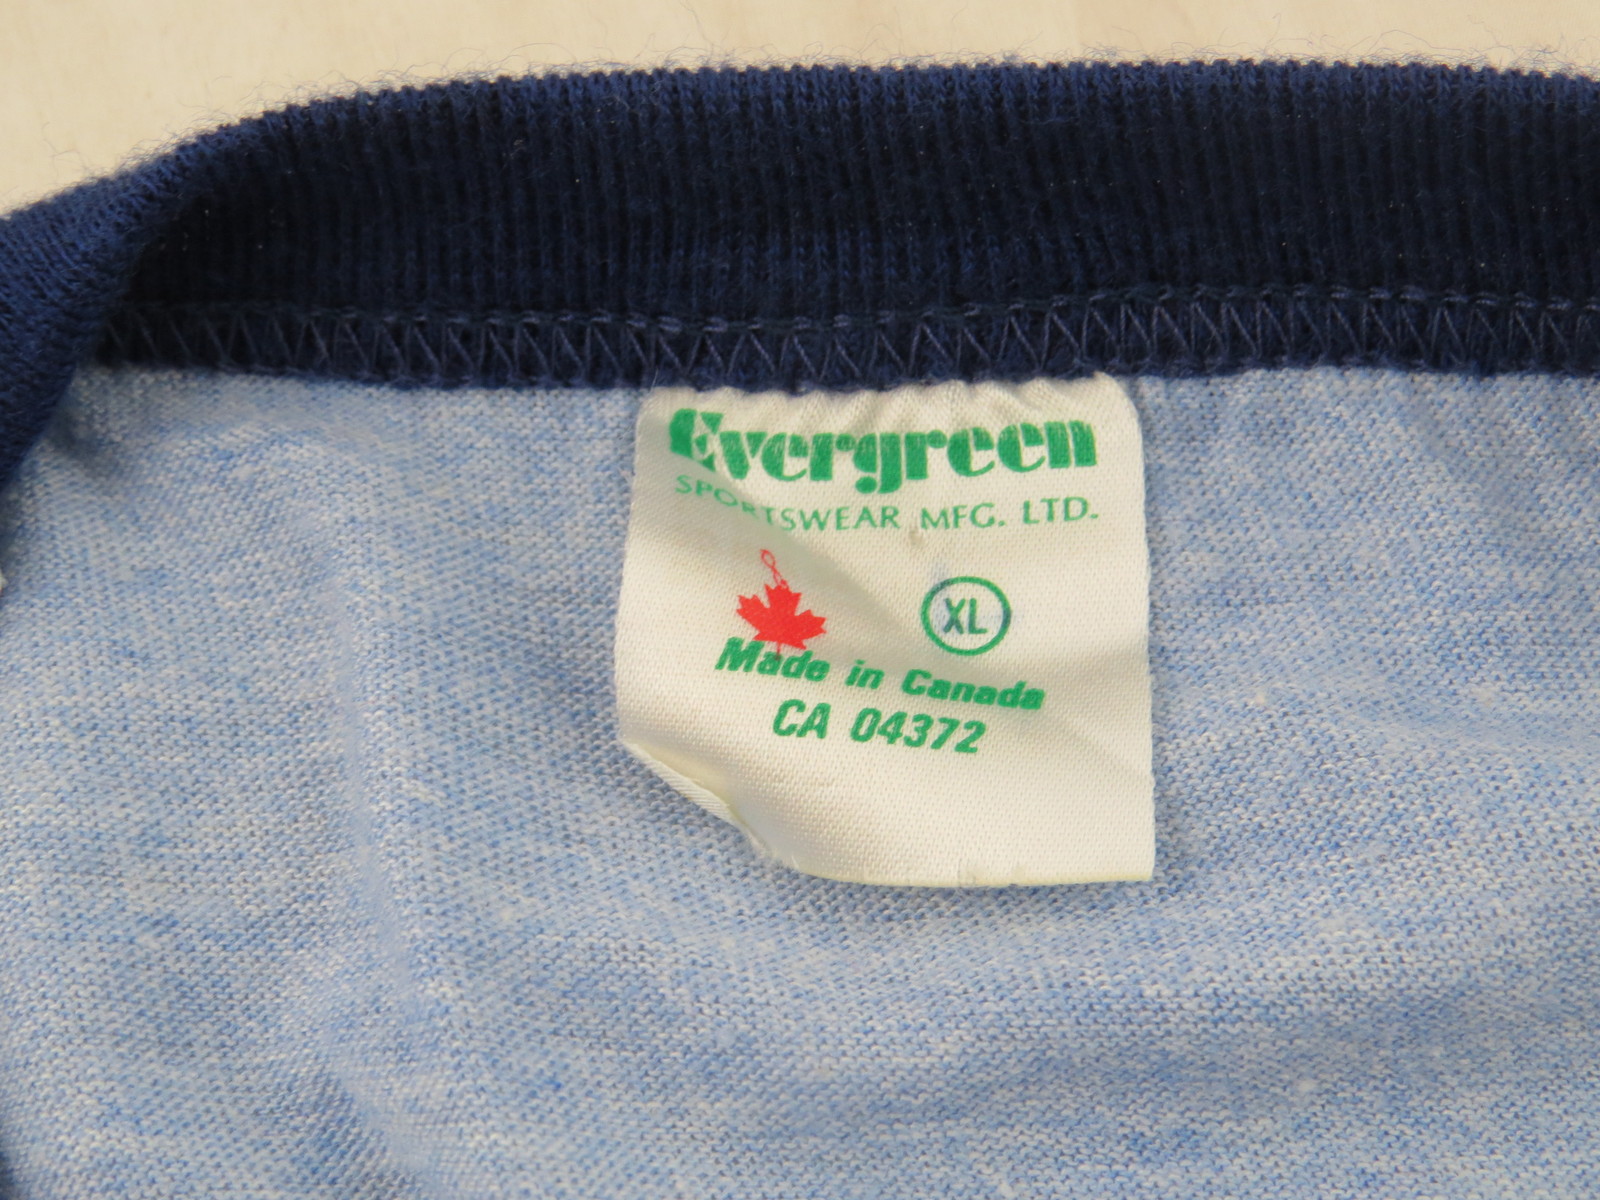 Evergreen
SPORTSWEAR MFG. LTD.
XL
Made in Canada
CA 04372